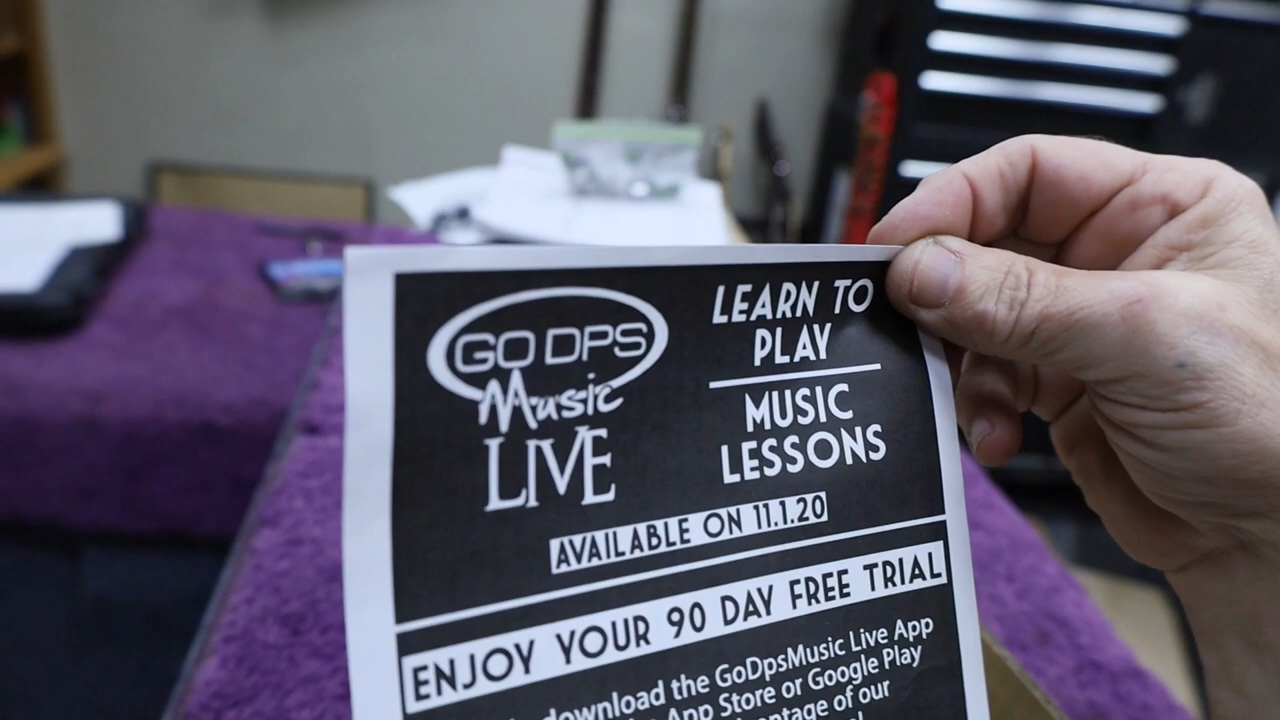 GO DPS
Music
LIVE
LEARN TO
PLAY
MUSIC
LESSONS
AVAILABLE ON 11.1.20
ENJOY YOUR 90 DAY FREE TRIAL
download the GoDpsMusic Live App
App Store or Google Play
of our